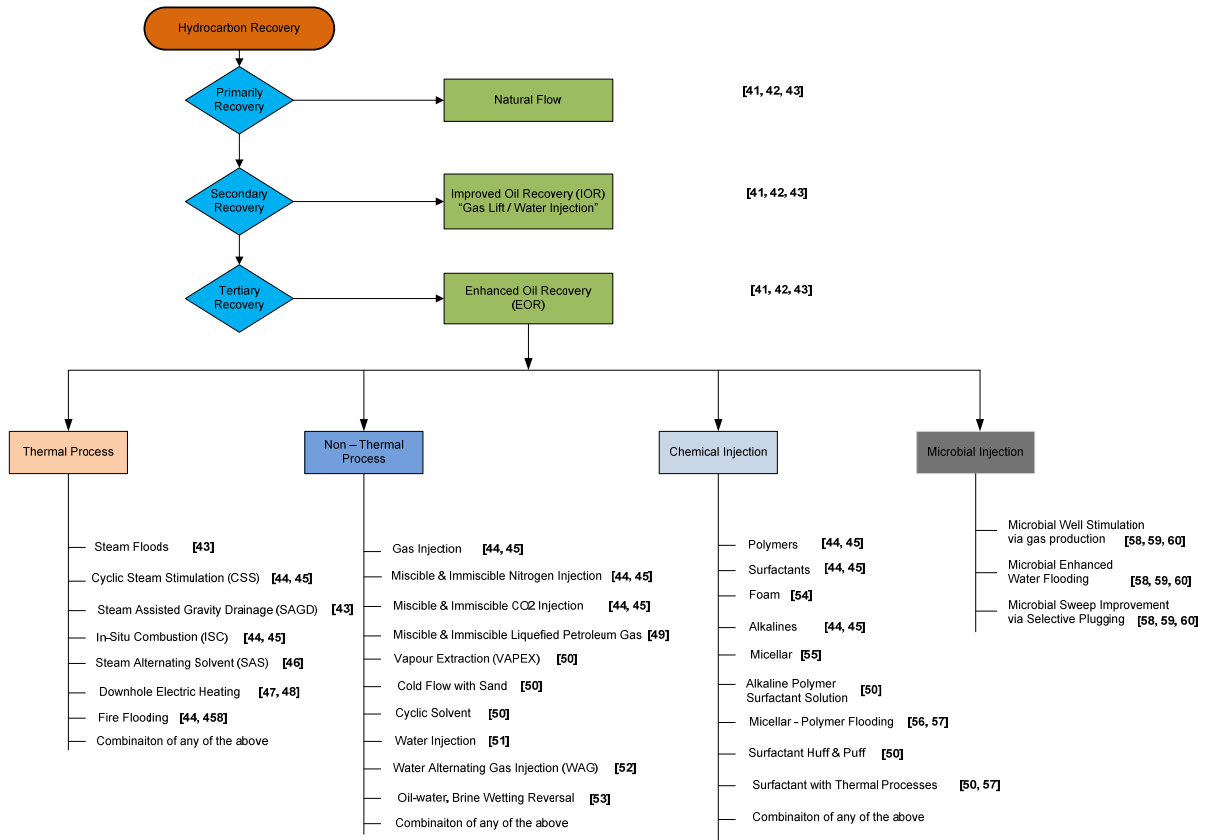 Hydrocarbon Recovery
Primarily
Recovery
Natural Flow
[41, 42, 43]
Secondary
Recovery
Improved Oil Recovery (IOR)
“Gas Lift / Water Injection”
[41, 42, 43]
Tertiary
Recovery
Enhanced Oil Recovery
(EOR)
[41, 42, 43]
Thermal Process
Steam Floods [43]
Cyclic Steam Stimulation (CSS) [44, 45]
Steam Assisted Gravity Drainage (SAGD) [43]
In-Situ Combustion (ISC) [44, 45]
Steam Alternating Solvent (SAS) [46]
Downhole Electric Heating [47, 48]
Fire Flooding [44, 458]
Combinaiton of any of the above
Non – Thermal
Process
Gas Injection [44, 45]
Miscible & Immiscible Nitrogen Injection [44, 45]
Miscible & Immiscible CO2 Injection [44, 45]
Miscible & Immiscible Liquefied Petroleum Gas [49]
Vapour Extraction (VAPEX) [50]
Cold Flow with Sand [50]
Cyclic Solvent [50]
Water Injection [51]
Water Alternating Gas Injection (WAG) [52]
Oil-water, Brine Wetting Reversal [53]
Combinaiton of any of the above
Chemical Injection
Polymers [44, 45]
Surfactants [44, 45]
Foam [54]
Alkalines [44, 45]
Micellar [55]
Alkaline Polymer
Surfactant Solution [50]
Micellar – Polymer Flooding [56, 57]
Surfactant Huff & Puff [50]
Surfactant with Thermal Processes [50, 57]
Combinaiton of any of the above
Microbial Injection
Microbial Well Stimulation
via gas production [58, 59, 60]
Microbial Enhanced
Water Flooding [58, 59, 60]
Microbial Sweep Improvement
via Selective Plugging [58, 59, 60]